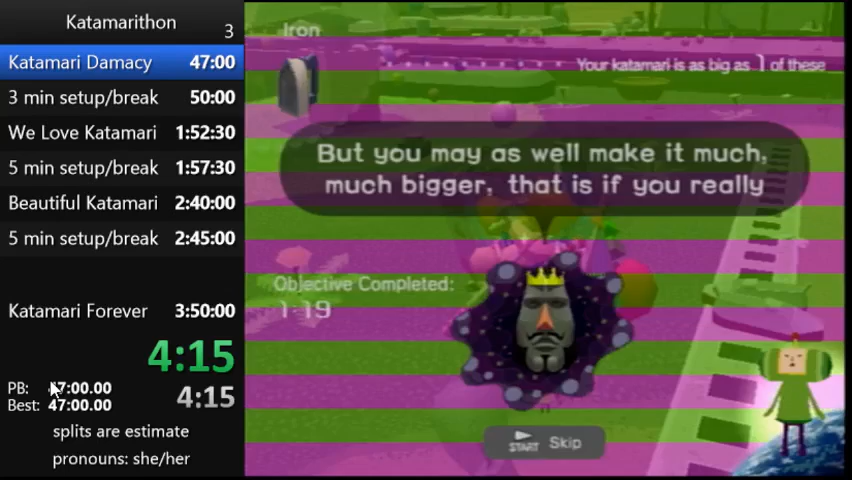 Katamarithon
3
Katamari Damacy 47:00
3 min setup/break 50:00
We Love Katamari 1:52:30
5 min setup/break 1:57:30
Beautiful Katamari 2:40:00
5 min setup/break 2:45:00
Katamari Forever 3:50:00
4:15
PB: 47:00.00
Best: 47:00.00
4:15
splits are estimate
pronouns: she/her
Iron
Your katamari is as big as 1 of these
But you may as well make it much,
much bigger, that is if you really
Objective Completed:
1:19
START Skip